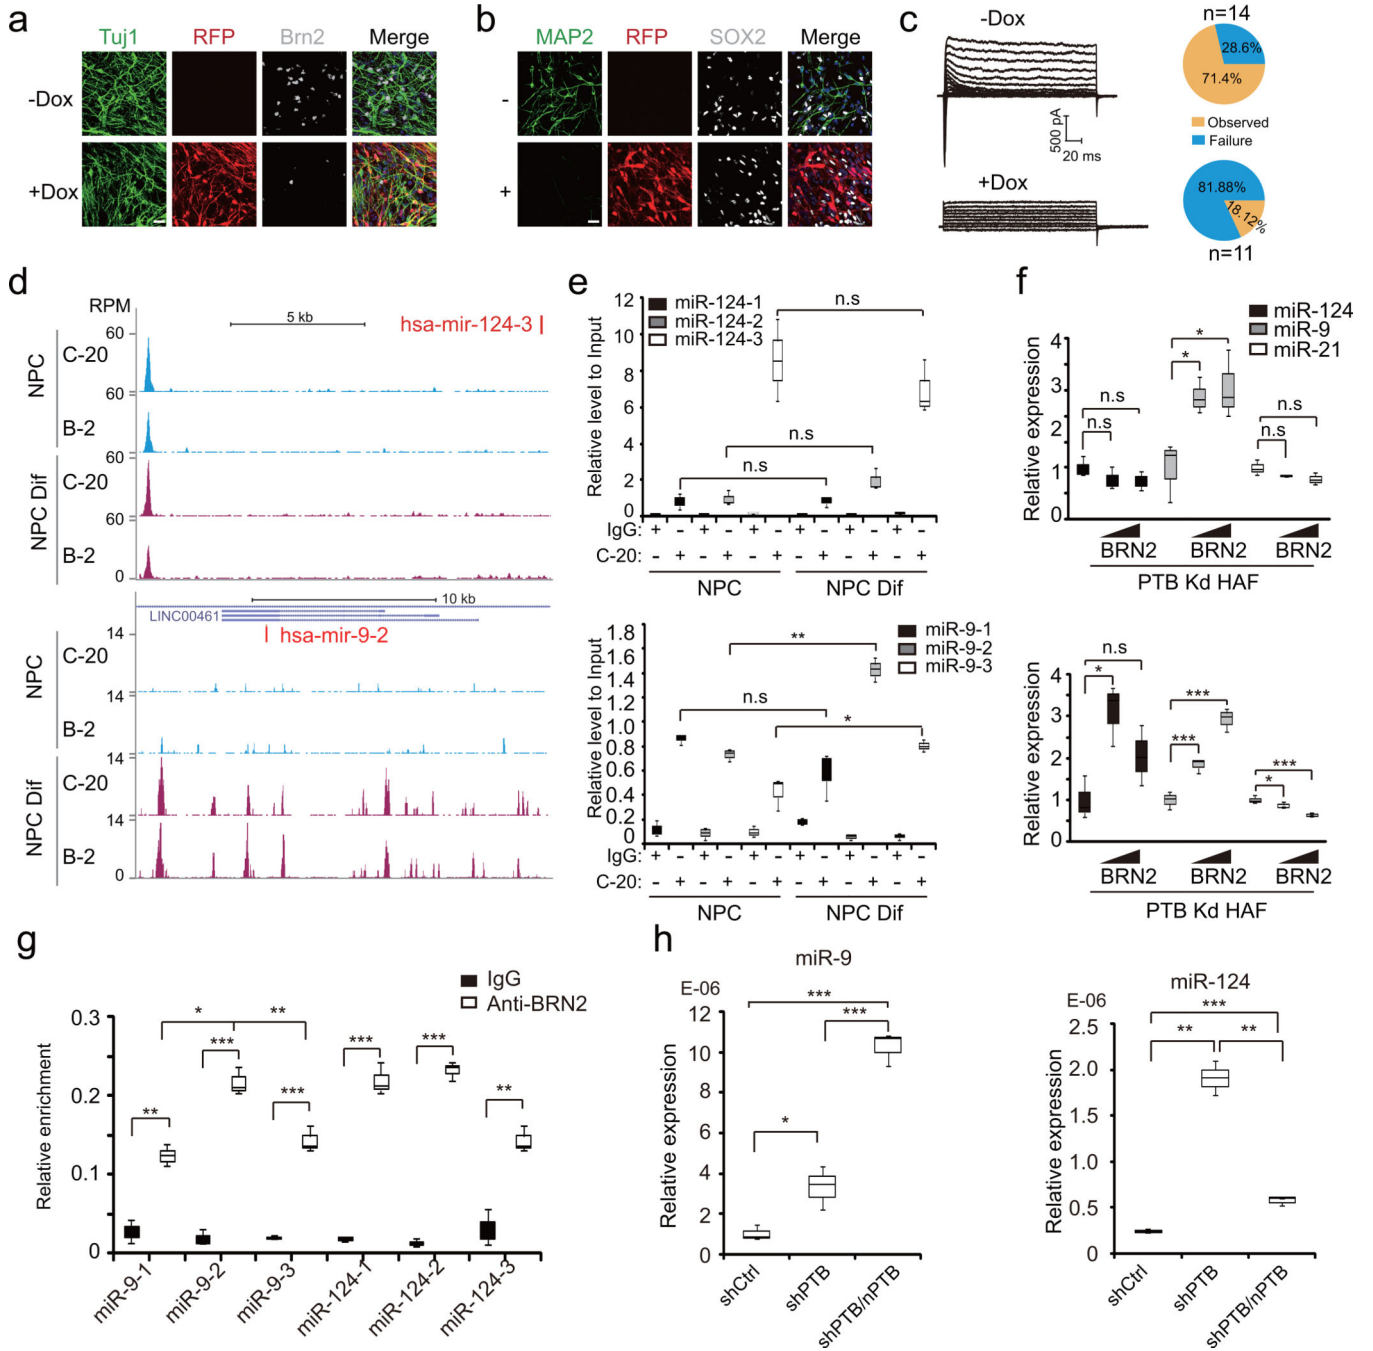 a
Tuj1 RFP Brn2 Merge
-Dox
+Dox
b
MAP2 RFP SOX2 Merge
-
+
c
-Dox
500 pA
20 ms
+Dox
n=14
28.6%
71.4%
Observed
Failure
81.88%
18.12%
n=11
d
RPM
5 kb
hsa-mir-124-3
60
NPC
C-20
60
B-2
60
NPC Dif
C-20
60
B-2
0
10 kb
LINC00461
14
hsa-mir-9-2
NPC
C-20
14
B-2
14
NPC Dif
C-20
14
B-2
0
e
Relative level to Input
12
10
8
6
4
2
0
miR-124-1
miR-124-2
miR-124-3
n.s
n.s
n.s
IgG: + - + - + - + - + - + -
C-20: - + - + - + - + - + - +
NPC NPC Dif
Relative level to Input
1.8
1.6
1.4
1.2
1.0
0.8
0.6
0.4
0.2
0
miR-9-1
miR-9-2
miR-9-3
**
n.s
*
IgG: + - + - + - + - + - + -
C-20: - + - + - + - + - + - +
NPC NPC Dif
f
miR-124
miR-9
miR-21
Relative expression
4
3
2
1
0
n.s
n.s
*
*
n.s
n.s
BRN2 BRN2 BRN2
PTB Kd HAF
Relative expression
4
3
2
1
0
n.s
*
***
***
***
*
BRN2 BRN2 BRN2
PTB Kd HAF
g
IgG
Anti-BRN2
Relative enrichment
0.3
0.2
0.1
0
* **
** *** *** *** *** **
miR-9-1 miR-9-2 miR-9-3 miR-124-1 miR-124-2 miR-124-3
h
miR-9
E-06
Relative expression
12
10
8
6
4
2
0
***
***
*
shCtrl shPTB shPTB/nPTB
miR-124
E-06
Relative expression
2.5
2.0
1.5
1.0
0.5
0
***
** **
shCtrl shPTB shPTB/nPTB